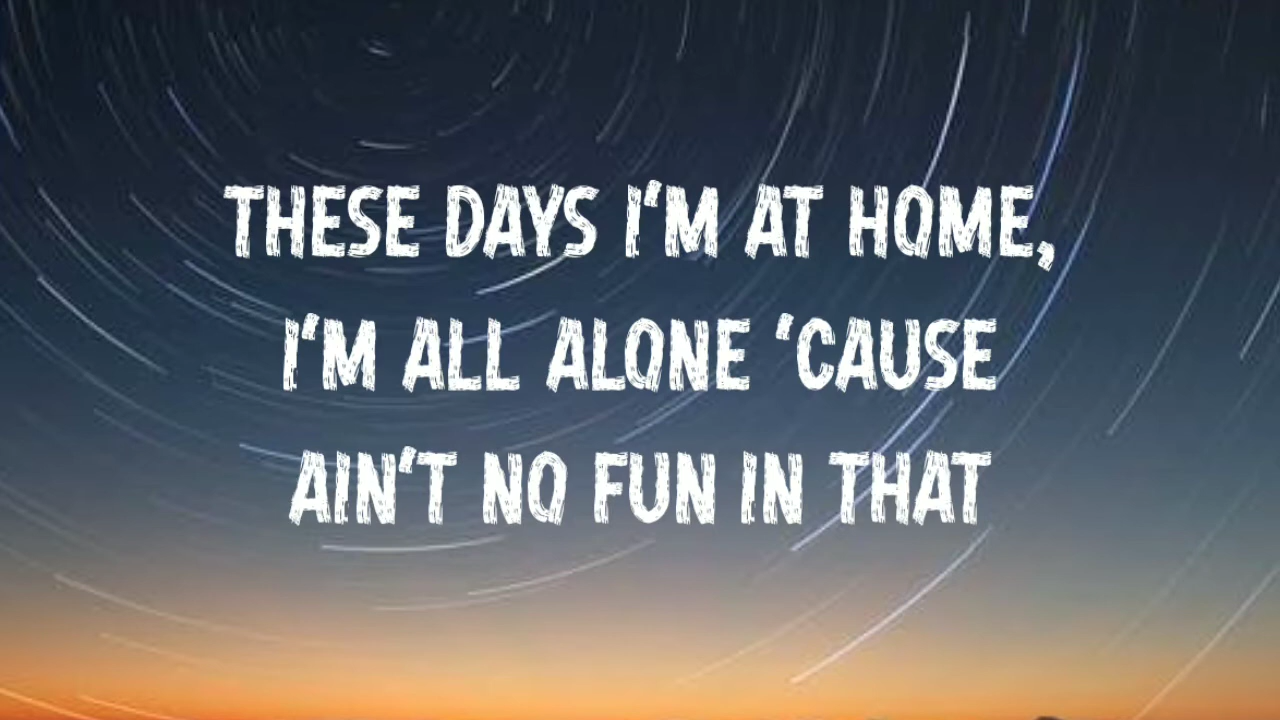 THESE DAYS I'M AT HOME,
I'M ALL ALONE 'CAUSE
AIN'T NO FUN IN THAT